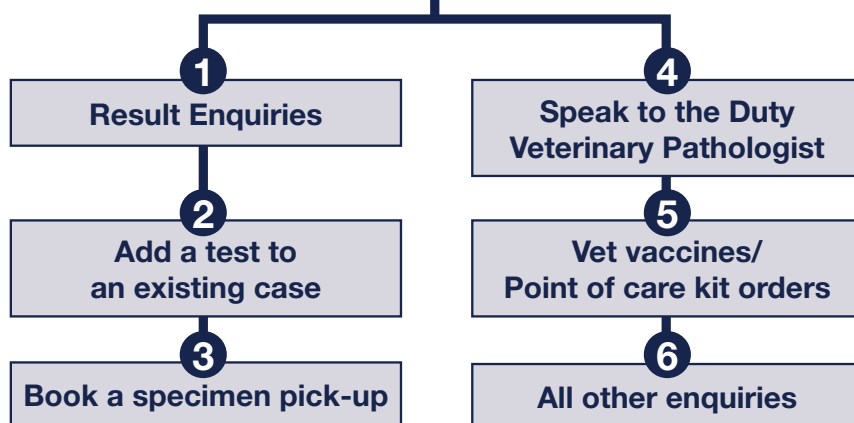 1
Result Enquiries
2
Add a test to
an existing case
3
Book a specimen pick-up
4
Speak to the Duty
Veterinary Pathologist
5
Vet vaccines/
Point of care kit orders
6
All other enquiries